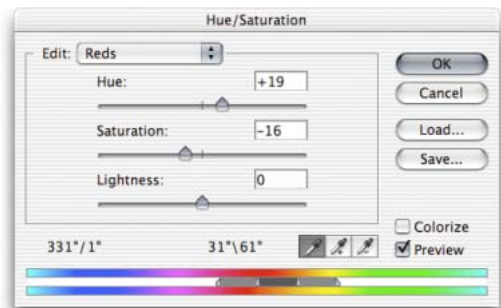 Hue/Saturation
Edit: Reds
OK
Hue: +19
Cancel
Saturation: -16
Load...
Save...
Lightness: 0
Colorize
331°/1° 31°\61° Preview